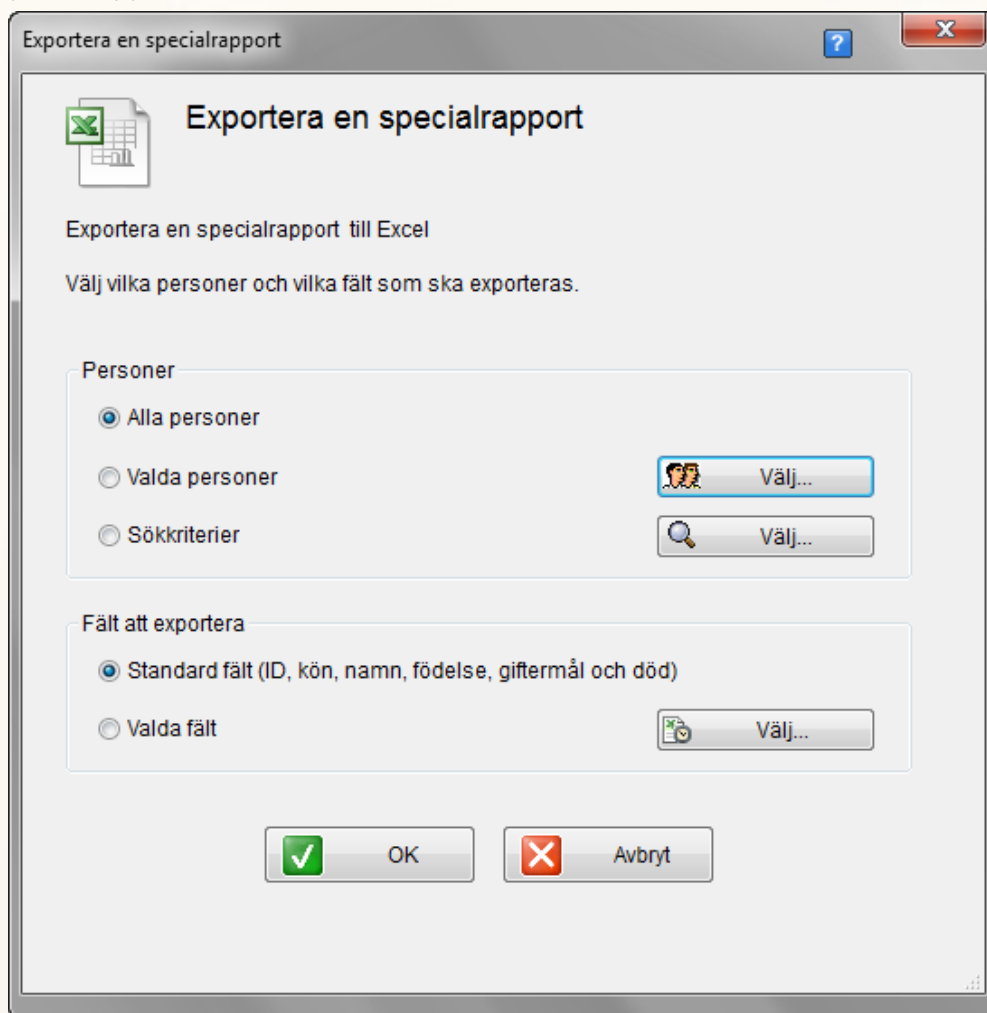 Exportera en specialrapport
Exportera en specialrapport
Exportera en specialrapport till Excel
Välj vilka personer och vilka fält som ska exporteras.
Personer
Alla personer
Valda personer
Välj...
Sökkriterier
Välj...
Fält att exportera
Standard fält (ID, kön, namn, födelse, giftermål och död)
Valda fält
Välj...
OK
Avbryt